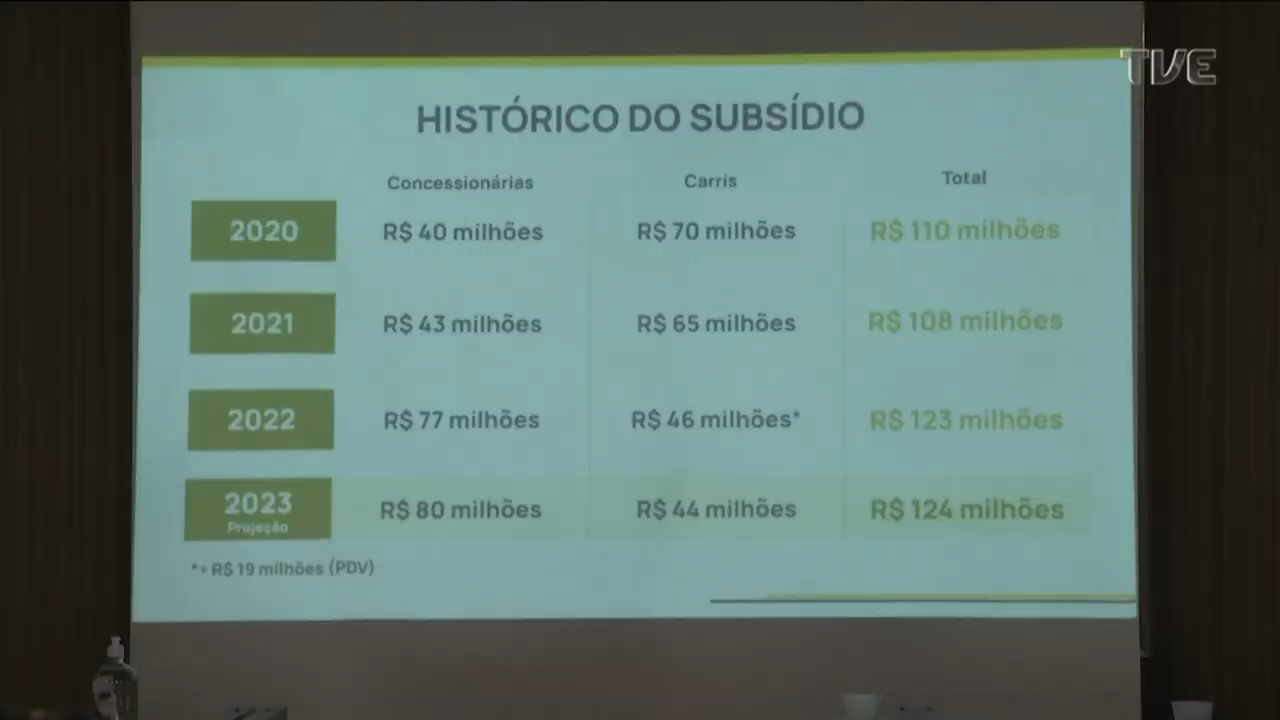 TVE
HISTÓRICO DO SUBSÍDIO
Concessionárias Carris Total
2020 R$ 40 milhões R$ 70 milhões R$ 110 milhões
2021 R$ 43 milhões R$ 65 milhões R$ 108 milhões
2022 R$ 77 milhões R$ 46 milhões* R$ 123 milhões
2023 R$ 80 milhões R$ 44 milhões R$ 124 milhões
Projeção
*+ R$ 19 milhões (PDV)